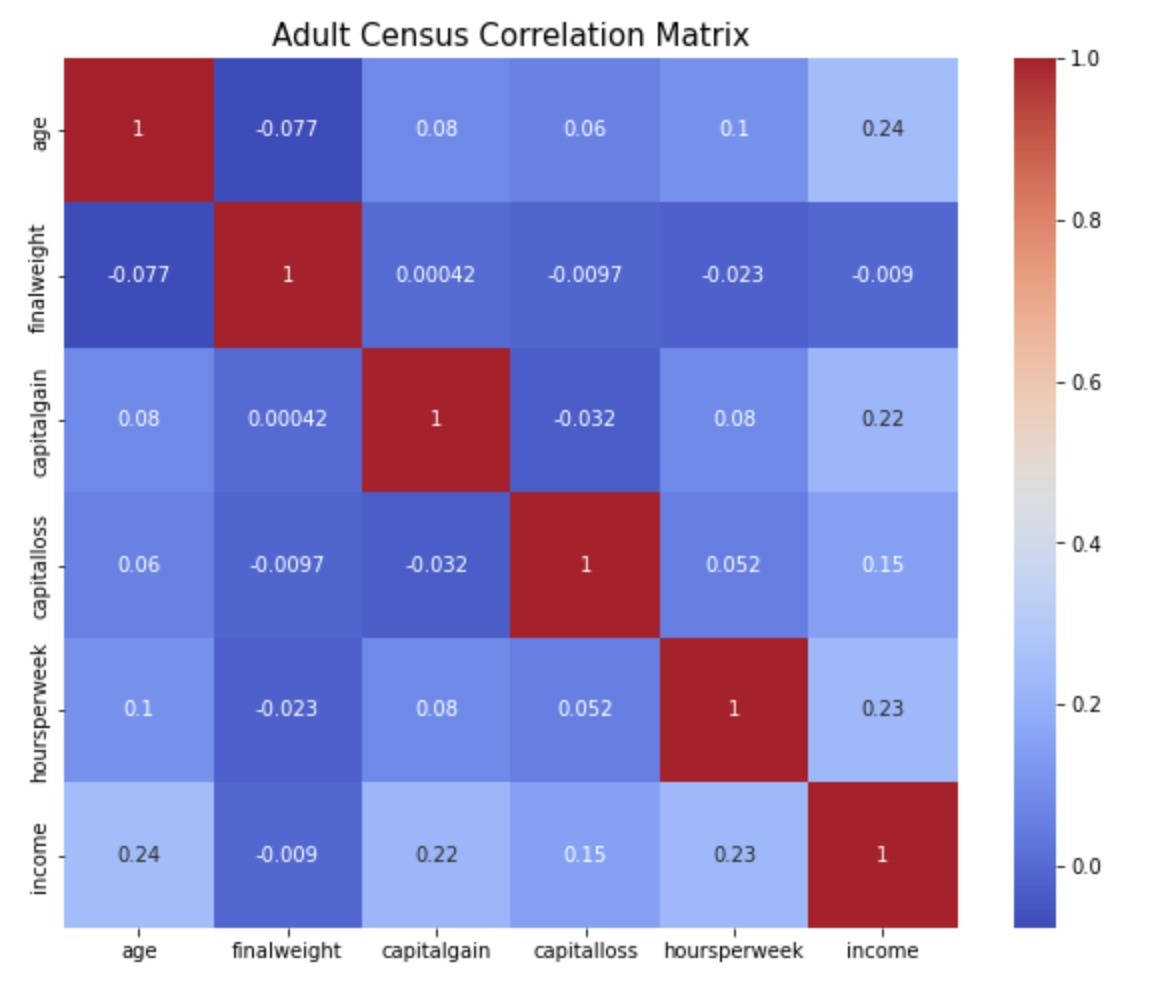 Adult Census Correlation Matrix
age 1 -0.077 0.08 0.06 0.1 0.24
finalweight -0.077 1 0.00042 -0.0097 -0.023 -0.009
capitalgain 0.08 0.00042 1 -0.032 0.08 0.22
capitalloss 0.06 -0.0097 -0.032 1 0.052 0.15
hoursperweek 0.1 -0.023 0.08 0.052 1 0.23
income 0.24 -0.009 0.22 0.15 0.23 1
age finalweight capitalgain capitalloss hoursperweek income
1.0
0.8
0.6
0.4
0.2
0.0